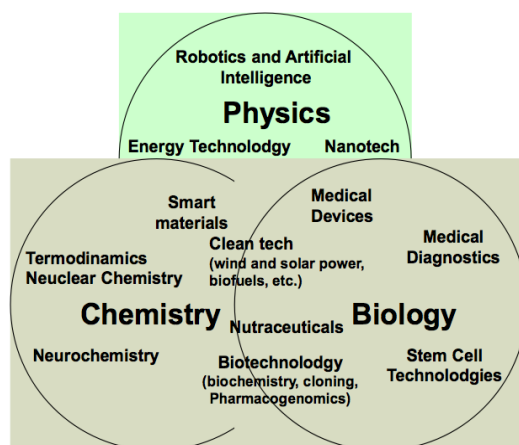 Robotics and Artificial
Intelligence
Physics
Energy Technolodgy
Nanotech
Smart
materials
Medical
Devices
Clean tech
(wind and solar power,
biofuels, etc.)
Medical
Diagnostics
Termodinamics
Neuclear Chemistry
Chemistry
Nutraceuticals
Biology
Neurochemistry
Biotechnolodgy
(biochemistry, cloning,
Pharmacogenomics)
Stem Cell
Technolodgies